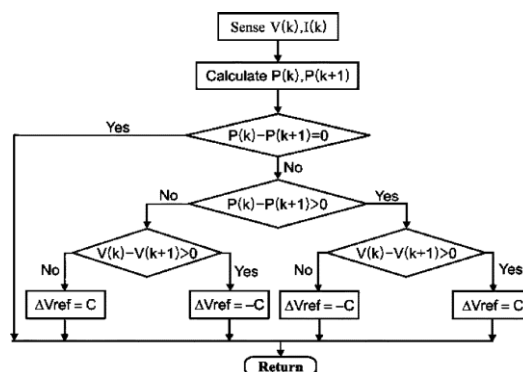 Sense V(k),I(k)
Calculate P(k),P(k+1)
Yes
P(k)−P(k+1)=0
No
No
P(k)−P(k+1)>0
Yes
V(k)−V(k+1)>0
V(k)−V(k+1)>0
No
Yes
No
Yes
ΔVref = C
ΔVref = −C
ΔVref = −C
ΔVref = C
Return